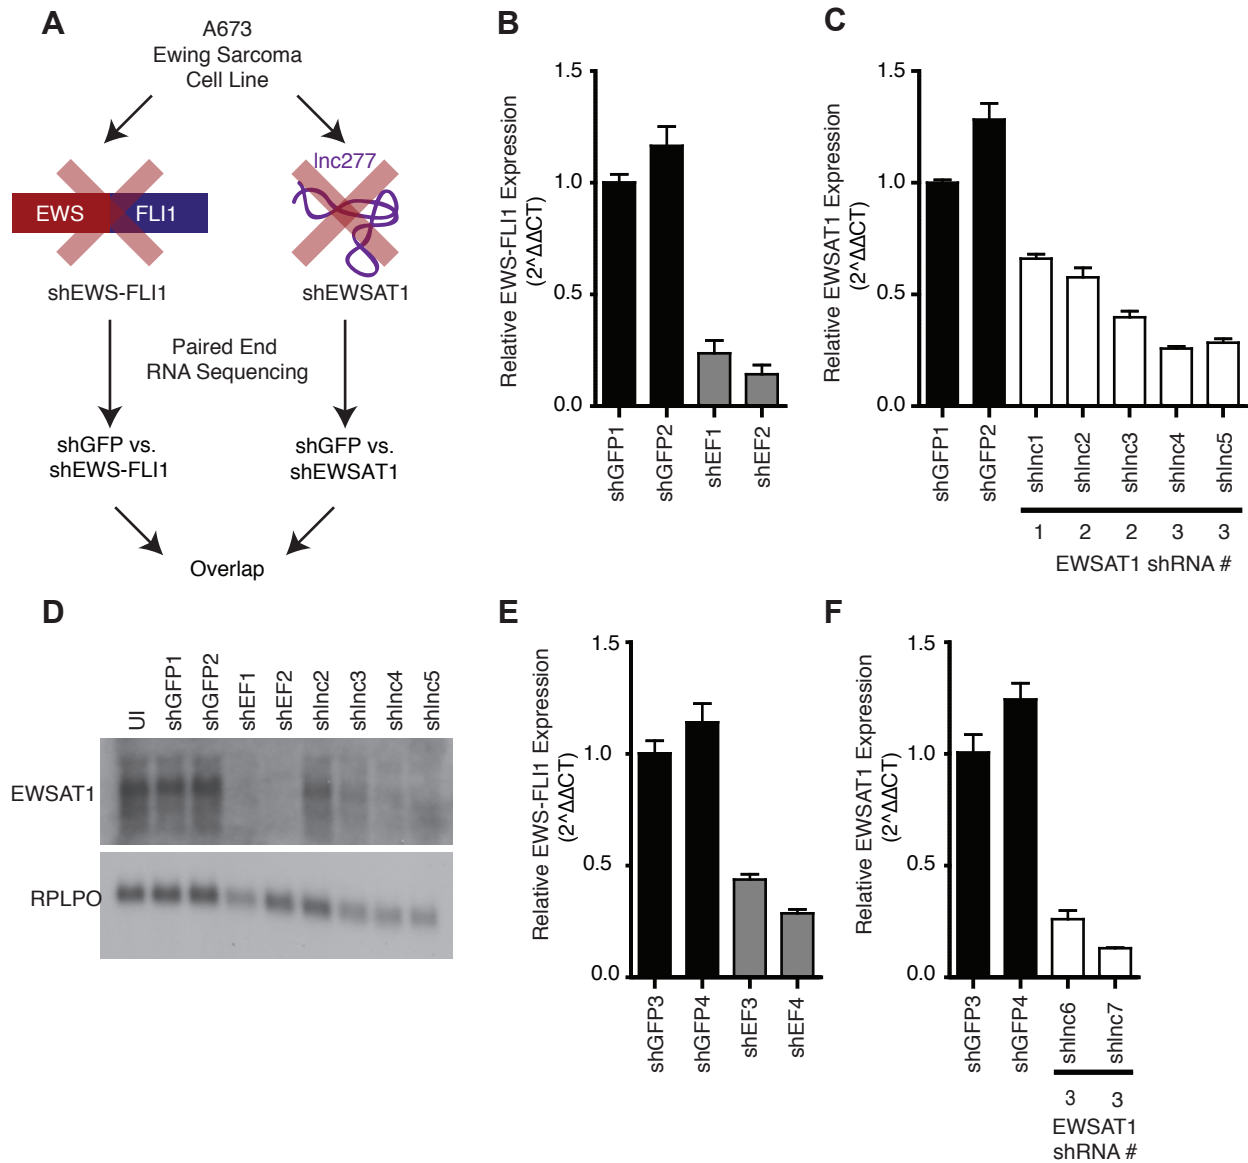 A
A673
Ewing Sarcoma
Cell Line
lnc277
EWS FLI1
shEWS-FLI1
shEWSAT1
Paired End
RNA Sequencing
shGFP vs.
shEWS-FLI1
shGFP vs.
shEWSAT1
Overlap
B
Relative EWS-FLI1 Expression
(2^ΔΔCT)
1.5
1.0
0.5
0.0
shGFP1
shGFP2
shEF1
shEF2
C
Relative EWSAT1 Expression
(2^ΔΔCT)
1.5
1.0
0.5
0.0
shGFP1
shGFP2
shlnc1
shlnc2
shlnc3
shlnc4
shlnc5
1 2 2 3 3
EWSAT1 shRNA #
D
UI
shGFP1
shGFP2
shEF1
shEF2
shlnc2
shlnc3
shlnc4
shlnc5
EWSAT1
RPLPO
E
Relative EWS-FLI1 Expression
(2^ΔΔCT)
1.5
1.0
0.5
0.0
shGFP3
shGFP4
shEF3
shEF4
F
Relative EWSAT1 Expression
(2^ΔΔCT)
1.5
1.0
0.5
0.0
shGFP3
shGFP4
shlnc6
shlnc7
3 3
EWSAT1
shRNA #